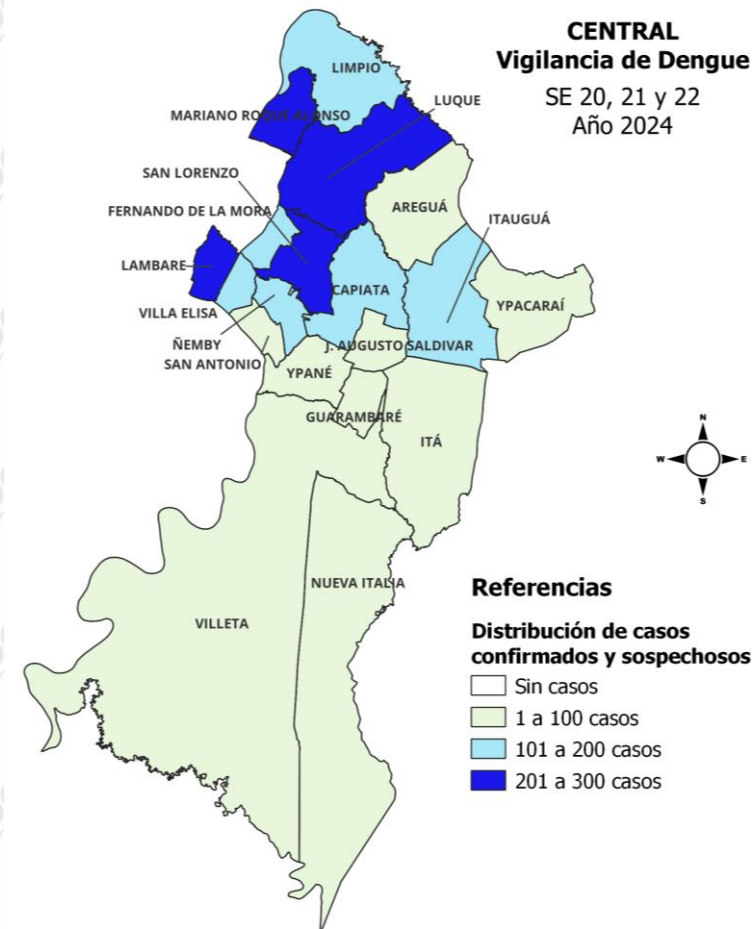 CENTRAL
Vigilancia de Dengue
SE 20, 21 y 22
Año 2024
LIMPIO
LUQUE
MARIANO ROQUE ALONSO
SAN LORENZO
AREGUÁ
FERNANDO DE LA MORA
ITAUGUÁ
LAMBARE
CAPIATA
YPACARAÍ
VILLA ELISA
ÑEMBY
J. AUGUSTO SALDIVAR
SAN ANTONIO
YPANÉ
GUARAMBARÉ
ITÁ
N
W
E
S
NUEVA ITALIA
VILLETA
Referencias
Distribución de casos
confirmados y sospechosos
Sin casos
1 a 100 casos
101 a 200 casos
201 a 300 casos